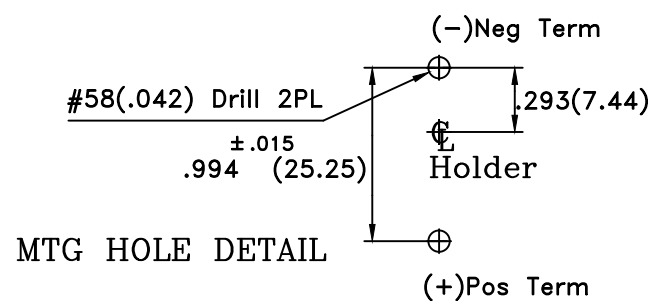 (-)Neg Term
#58(.042) Drill 2PL
.293(7.44)
±.015
.994 (25.25)
℄
Holder
MTG HOLE DETAIL
(+)Pos Term